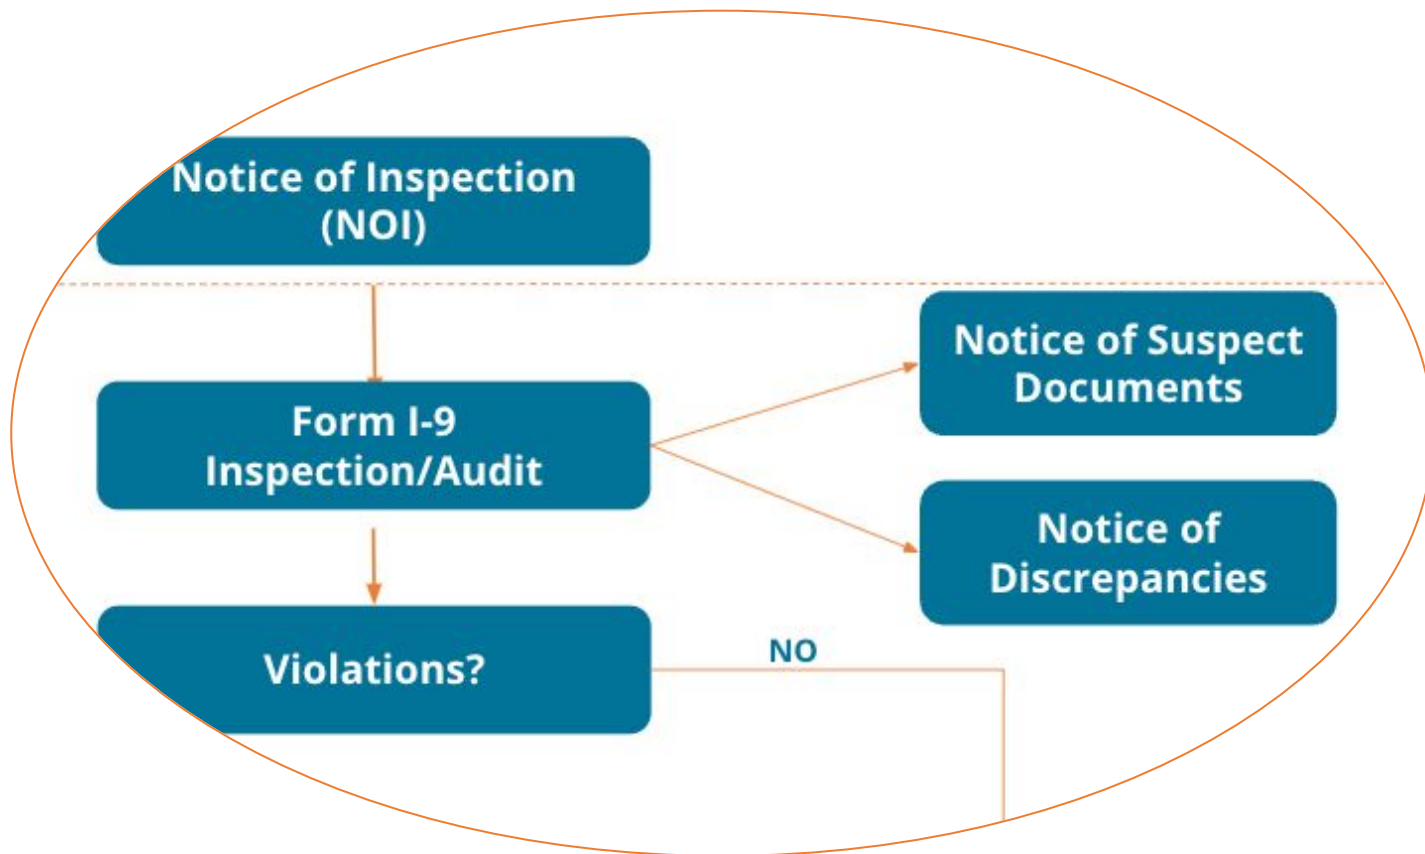 Notice of Inspection
(NOI)
Form I-9
Inspection/Audit
Notice of Suspect
Documents
Notice of
Discrepancies
Violations?
NO